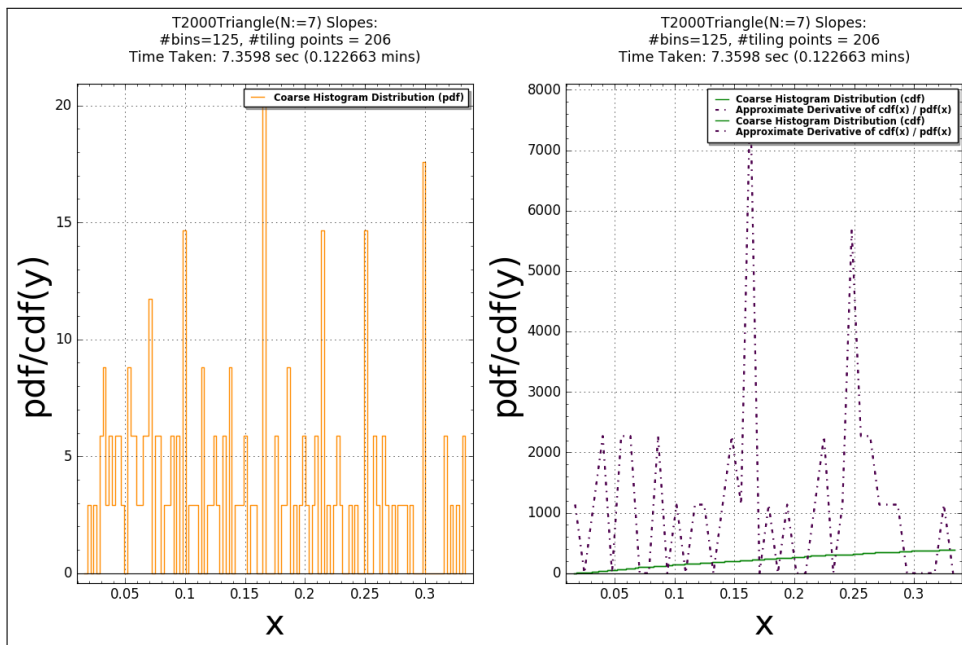 T2000Triangle(N:=7) Slopes:
#bins=125, #tiling points = 206
Time Taken: 7.3598 sec (0.122663 mins)
Coarse Histogram Distribution (pdf)
20
15
10
5
0
0.05 0.1 0.15 0.2 0.25 0.3
pdf/cdf(y)
x
T2000Triangle(N:=7) Slopes:
#bins=125, #tiling points = 206
Time Taken: 7.3598 sec (0.122663 mins)
Coarse Histogram Distribution (cdf)
Approximate Derivative of cdf(x) / pdf(x)
Coarse Histogram Distribution (cdf)
Approximate Derivative of cdf(x) / pdf(x)
8000
7000
6000
5000
4000
3000
2000
1000
0
0.05 0.1 0.15 0.2 0.25 0.3
pdf/cdf(y)
x